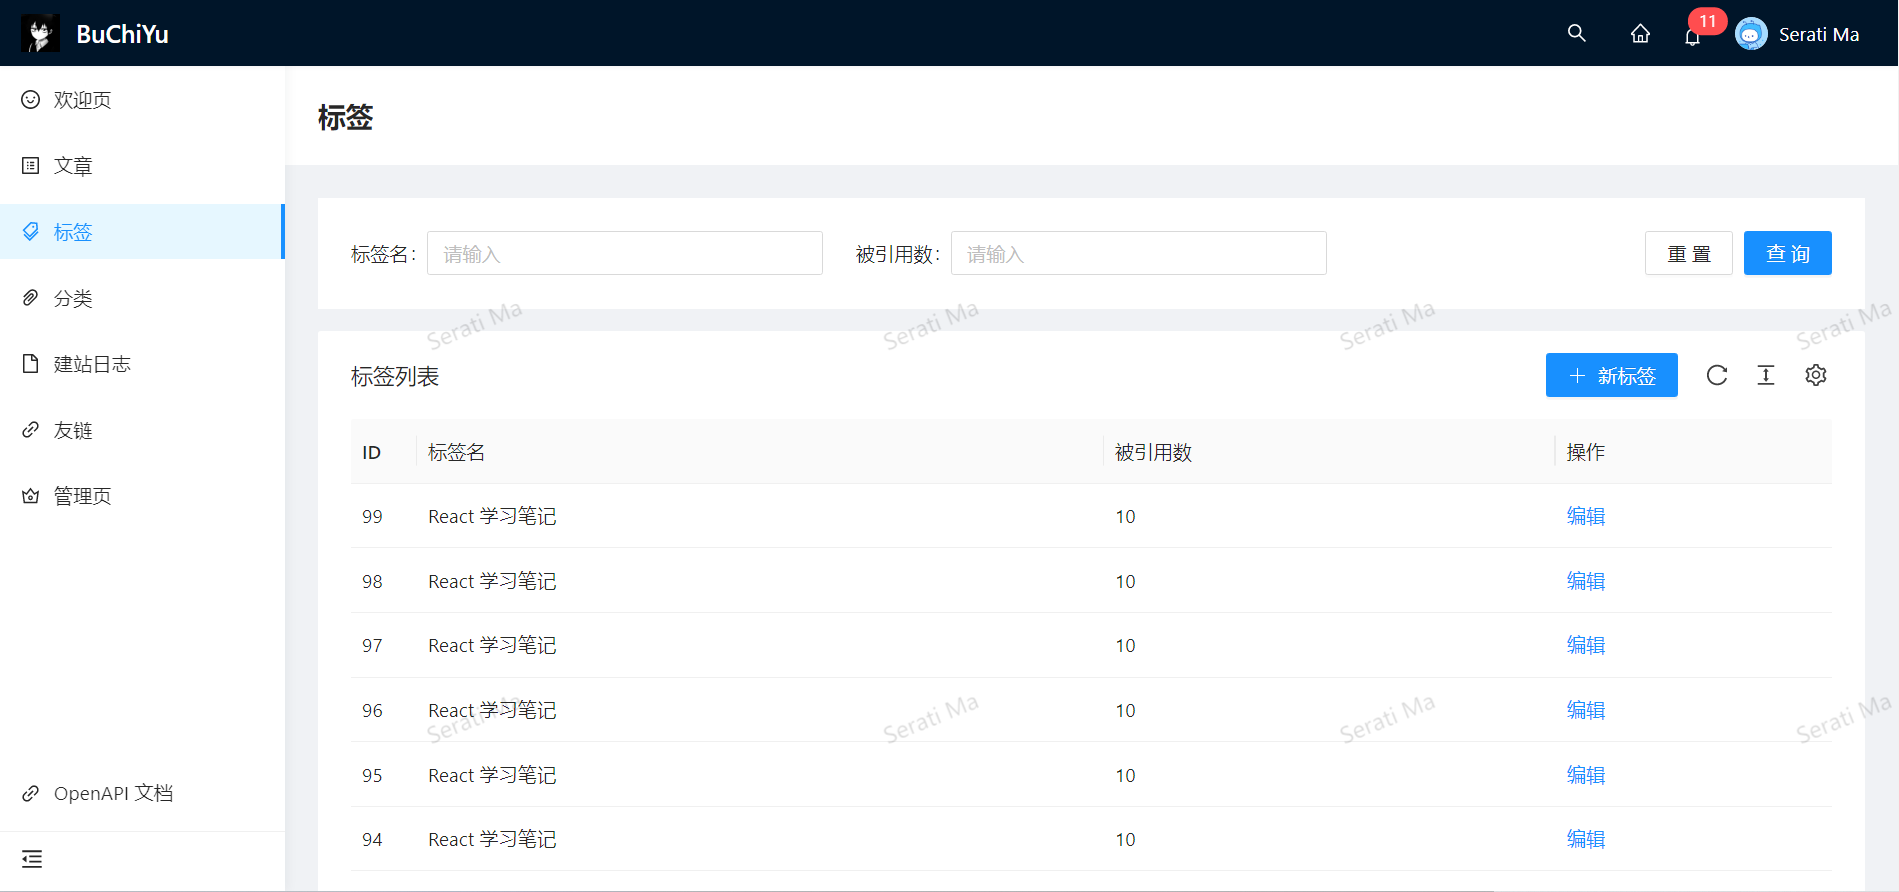 BuChiYu
11
Serati Ma
欢迎页
文章
标签
分类
建站日志
友链
管理页
OpenAPI 文档
标签
标签名: 请输入 被引用数: 请输入 重 置 查 询
Serati Ma Serati Ma Serati Ma Serati Ma
标签列表 新标签
ID 标签名 被引用数 操作
99 React 学习笔记 10 编辑
98 React 学习笔记 10 编辑
97 React 学习笔记 10 编辑
96 React 学习笔记 10 编辑
Serati Ma Serati Ma Serati Ma Serati Ma
95 React 学习笔记 10 编辑
94 React 学习笔记 10 编辑